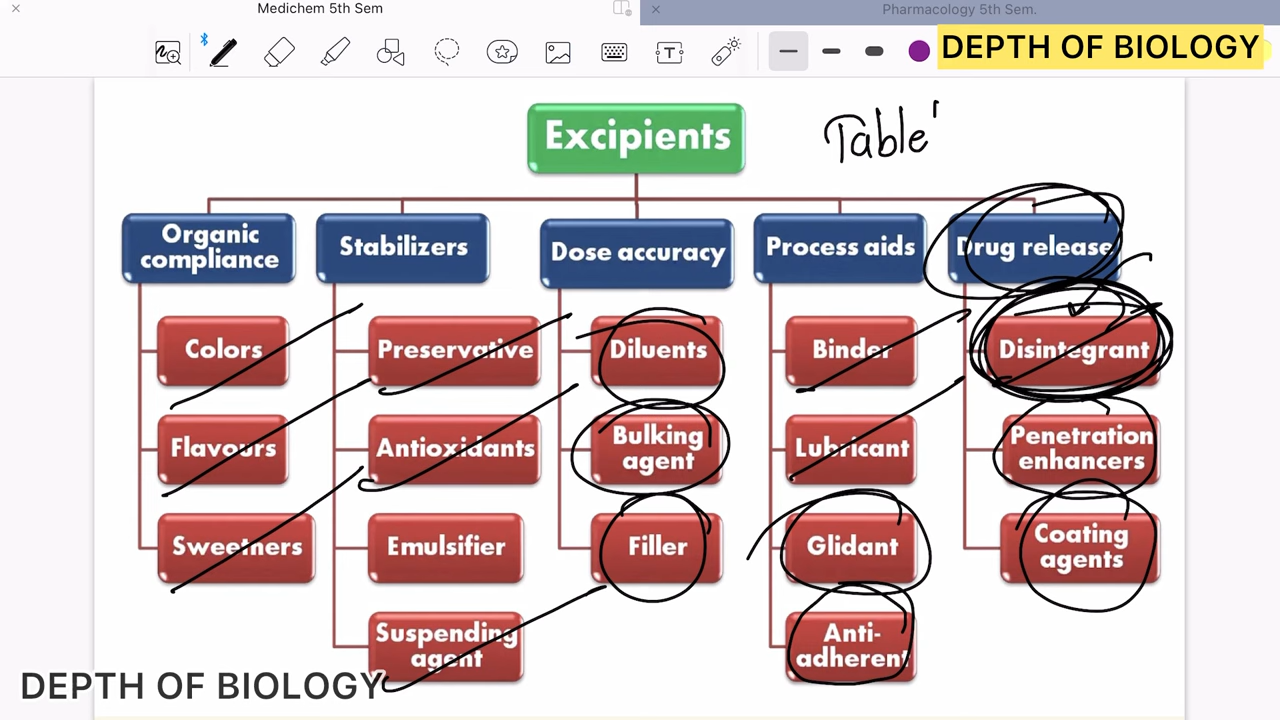 Medichem 5th Sem
Pharmacology 5th Sem.
DEPTH OF BIOLOGY
Excipients
Table'
Organic
compliance
Colors
Flavours
Sweetners
Stabilizers
Preservative
Antioxidants
Emulsifier
Suspending
agent
Dose accuracy
Diluents
Bulking
agent
Filler
Process aids
Binder
Lubricant
Glidant
Anti-
adherent
Drug release
Disintegrant
Penetration
enhancers
Coating
agents
DEPTH OF BIOLOGY